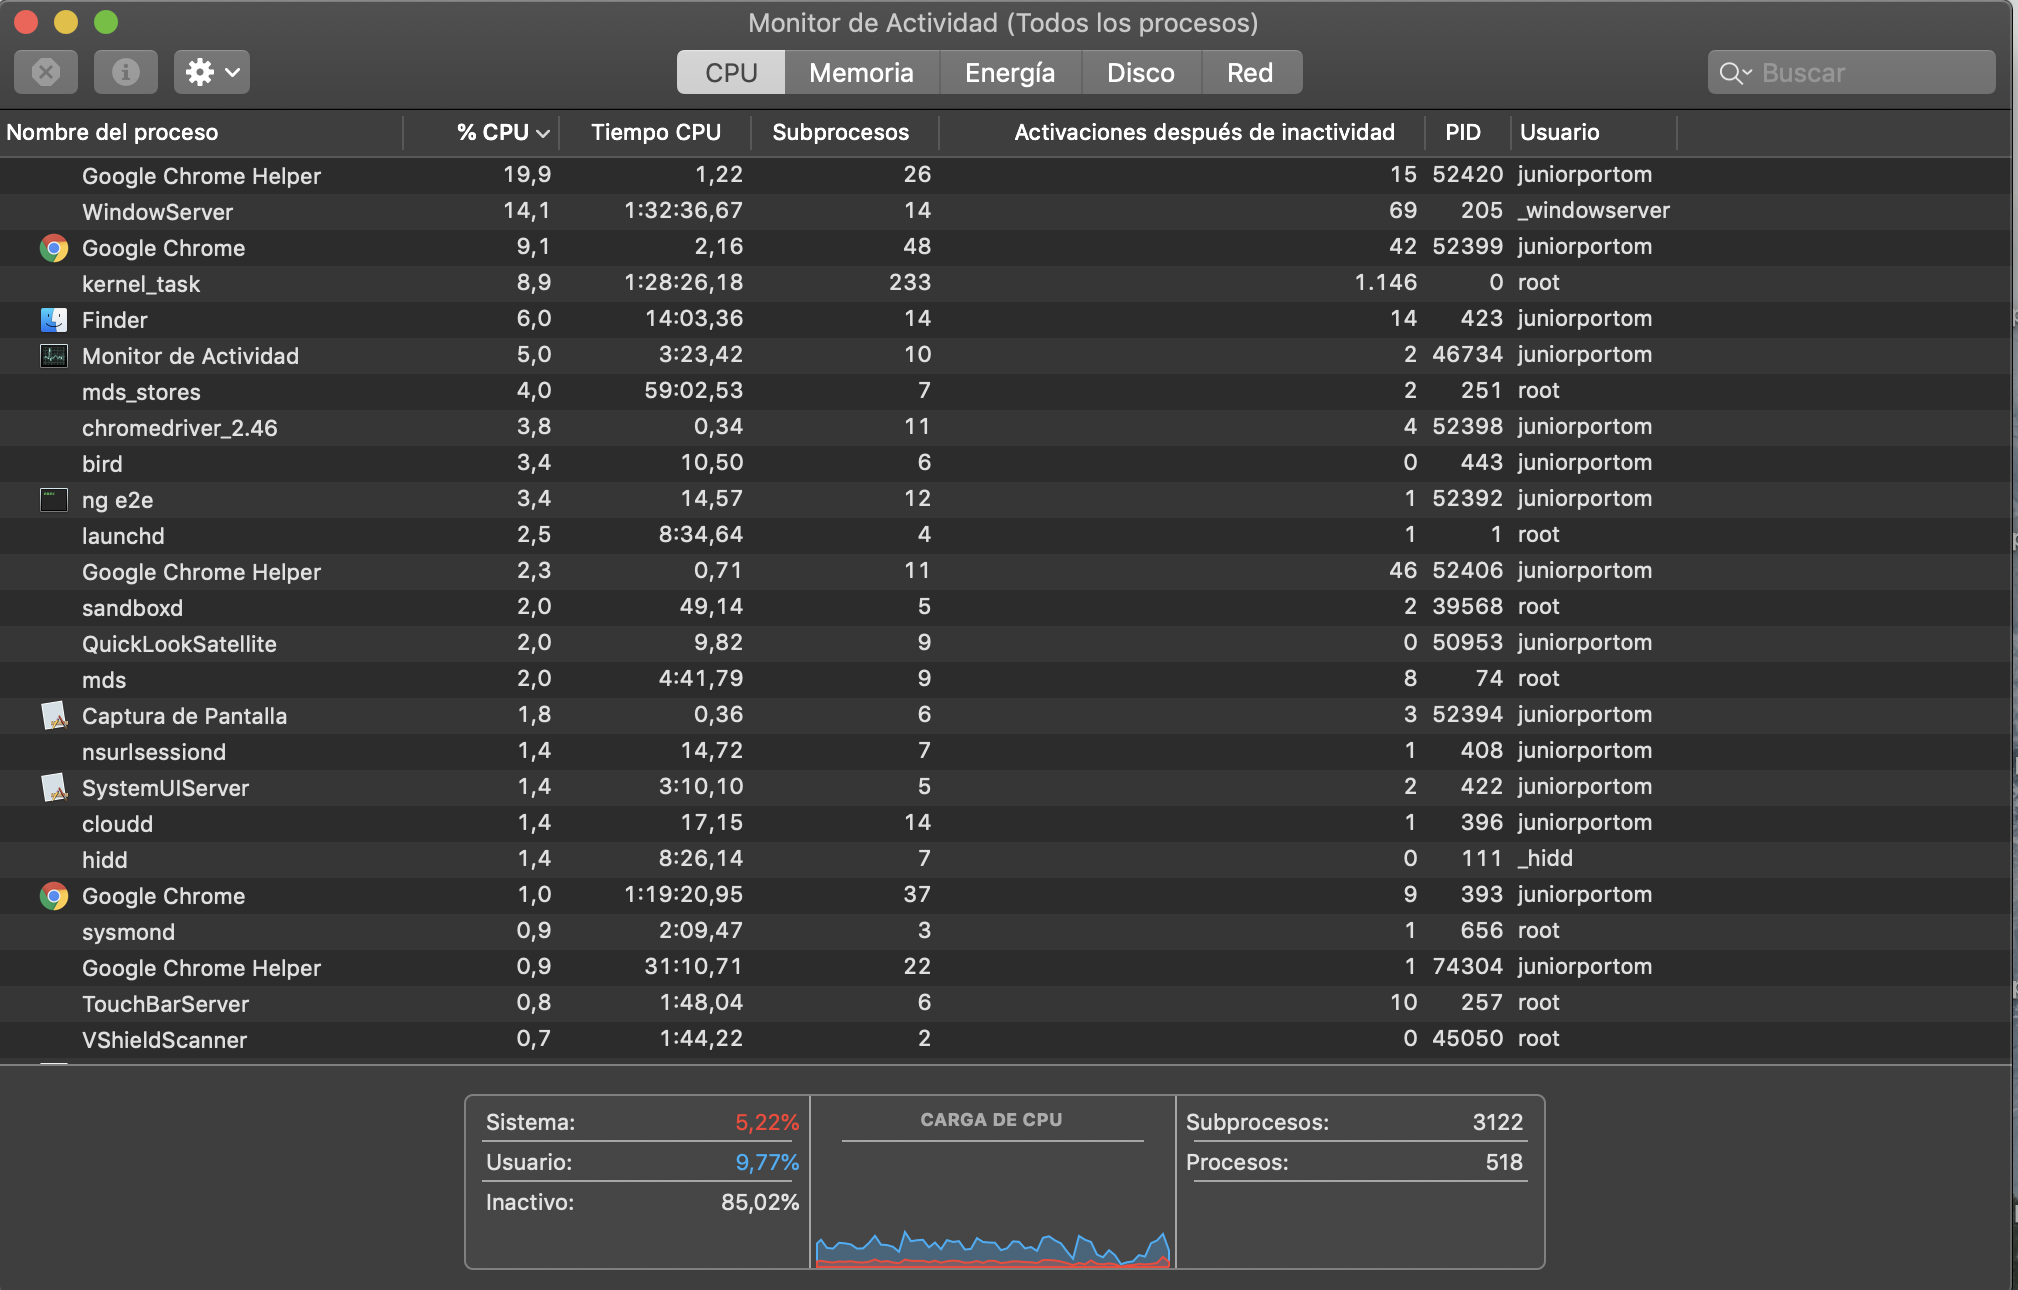 Monitor de Actividad (Todos los procesos)
CPU Memoria Energía Disco Red Buscar
Nombre del proceso % CPU Tiempo CPU Subprocesos Activaciones después de inactividad PID Usuario
Google Chrome Helper 19,9 1,22 26 15 52420 juniorportom
WindowServer 14,1 1:32:36,67 14 69 205 _windowserver
Google Chrome 9,1 2,16 48 42 52399 juniorportom
kernel_task 8,9 1:28:26,18 233 1.146 0 root
Finder 6,0 14:03,36 14 14 423 juniorportom
Monitor de Actividad 5,0 3:23,42 10 2 46734 juniorportom
mds_stores 4,0 59:02,53 7 2 251 root
chromedriver_2.46 3,8 0,34 11 4 52398 juniorportom
bird 3,4 10,50 6 0 443 juniorportom
ng e2e 3,4 14,57 12 1 52392 juniorportom
launchd 2,5 8:34,64 4 1 1 root
Google Chrome Helper 2,3 0,71 11 46 52406 juniorportom
sandboxd 2,0 49,14 5 2 39568 root
QuickLookSatellite 2,0 9,82 9 0 50953 juniorportom
mds 2,0 4:41,79 9 8 74 root
Captura de Pantalla 1,8 0,36 6 3 52394 juniorportom
nsurlsessiond 1,4 14,72 7 1 408 juniorportom
SystemUIServer 1,4 3:10,10 5 2 422 juniorportom
cloudd 1,4 17,15 14 1 396 juniorportom
hidd 1,4 8:26,14 7 0 111 _hidd
Google Chrome 1,0 1:19:20,95 37 9 393 juniorportom
sysmond 0,9 2:09,47 3 1 656 root
Google Chrome Helper 0,9 31:10,71 22 1 74304 juniorportom
TouchBarServer 0,8 1:48,04 6 10 257 root
VShieldScanner 0,7 1:44,22 2 0 45050 root
Sistema: 5,22% CARGA DE CPU Subprocesos: 3122
Usuario: 9,77% Procesos: 518
Inactivo: 85,02%